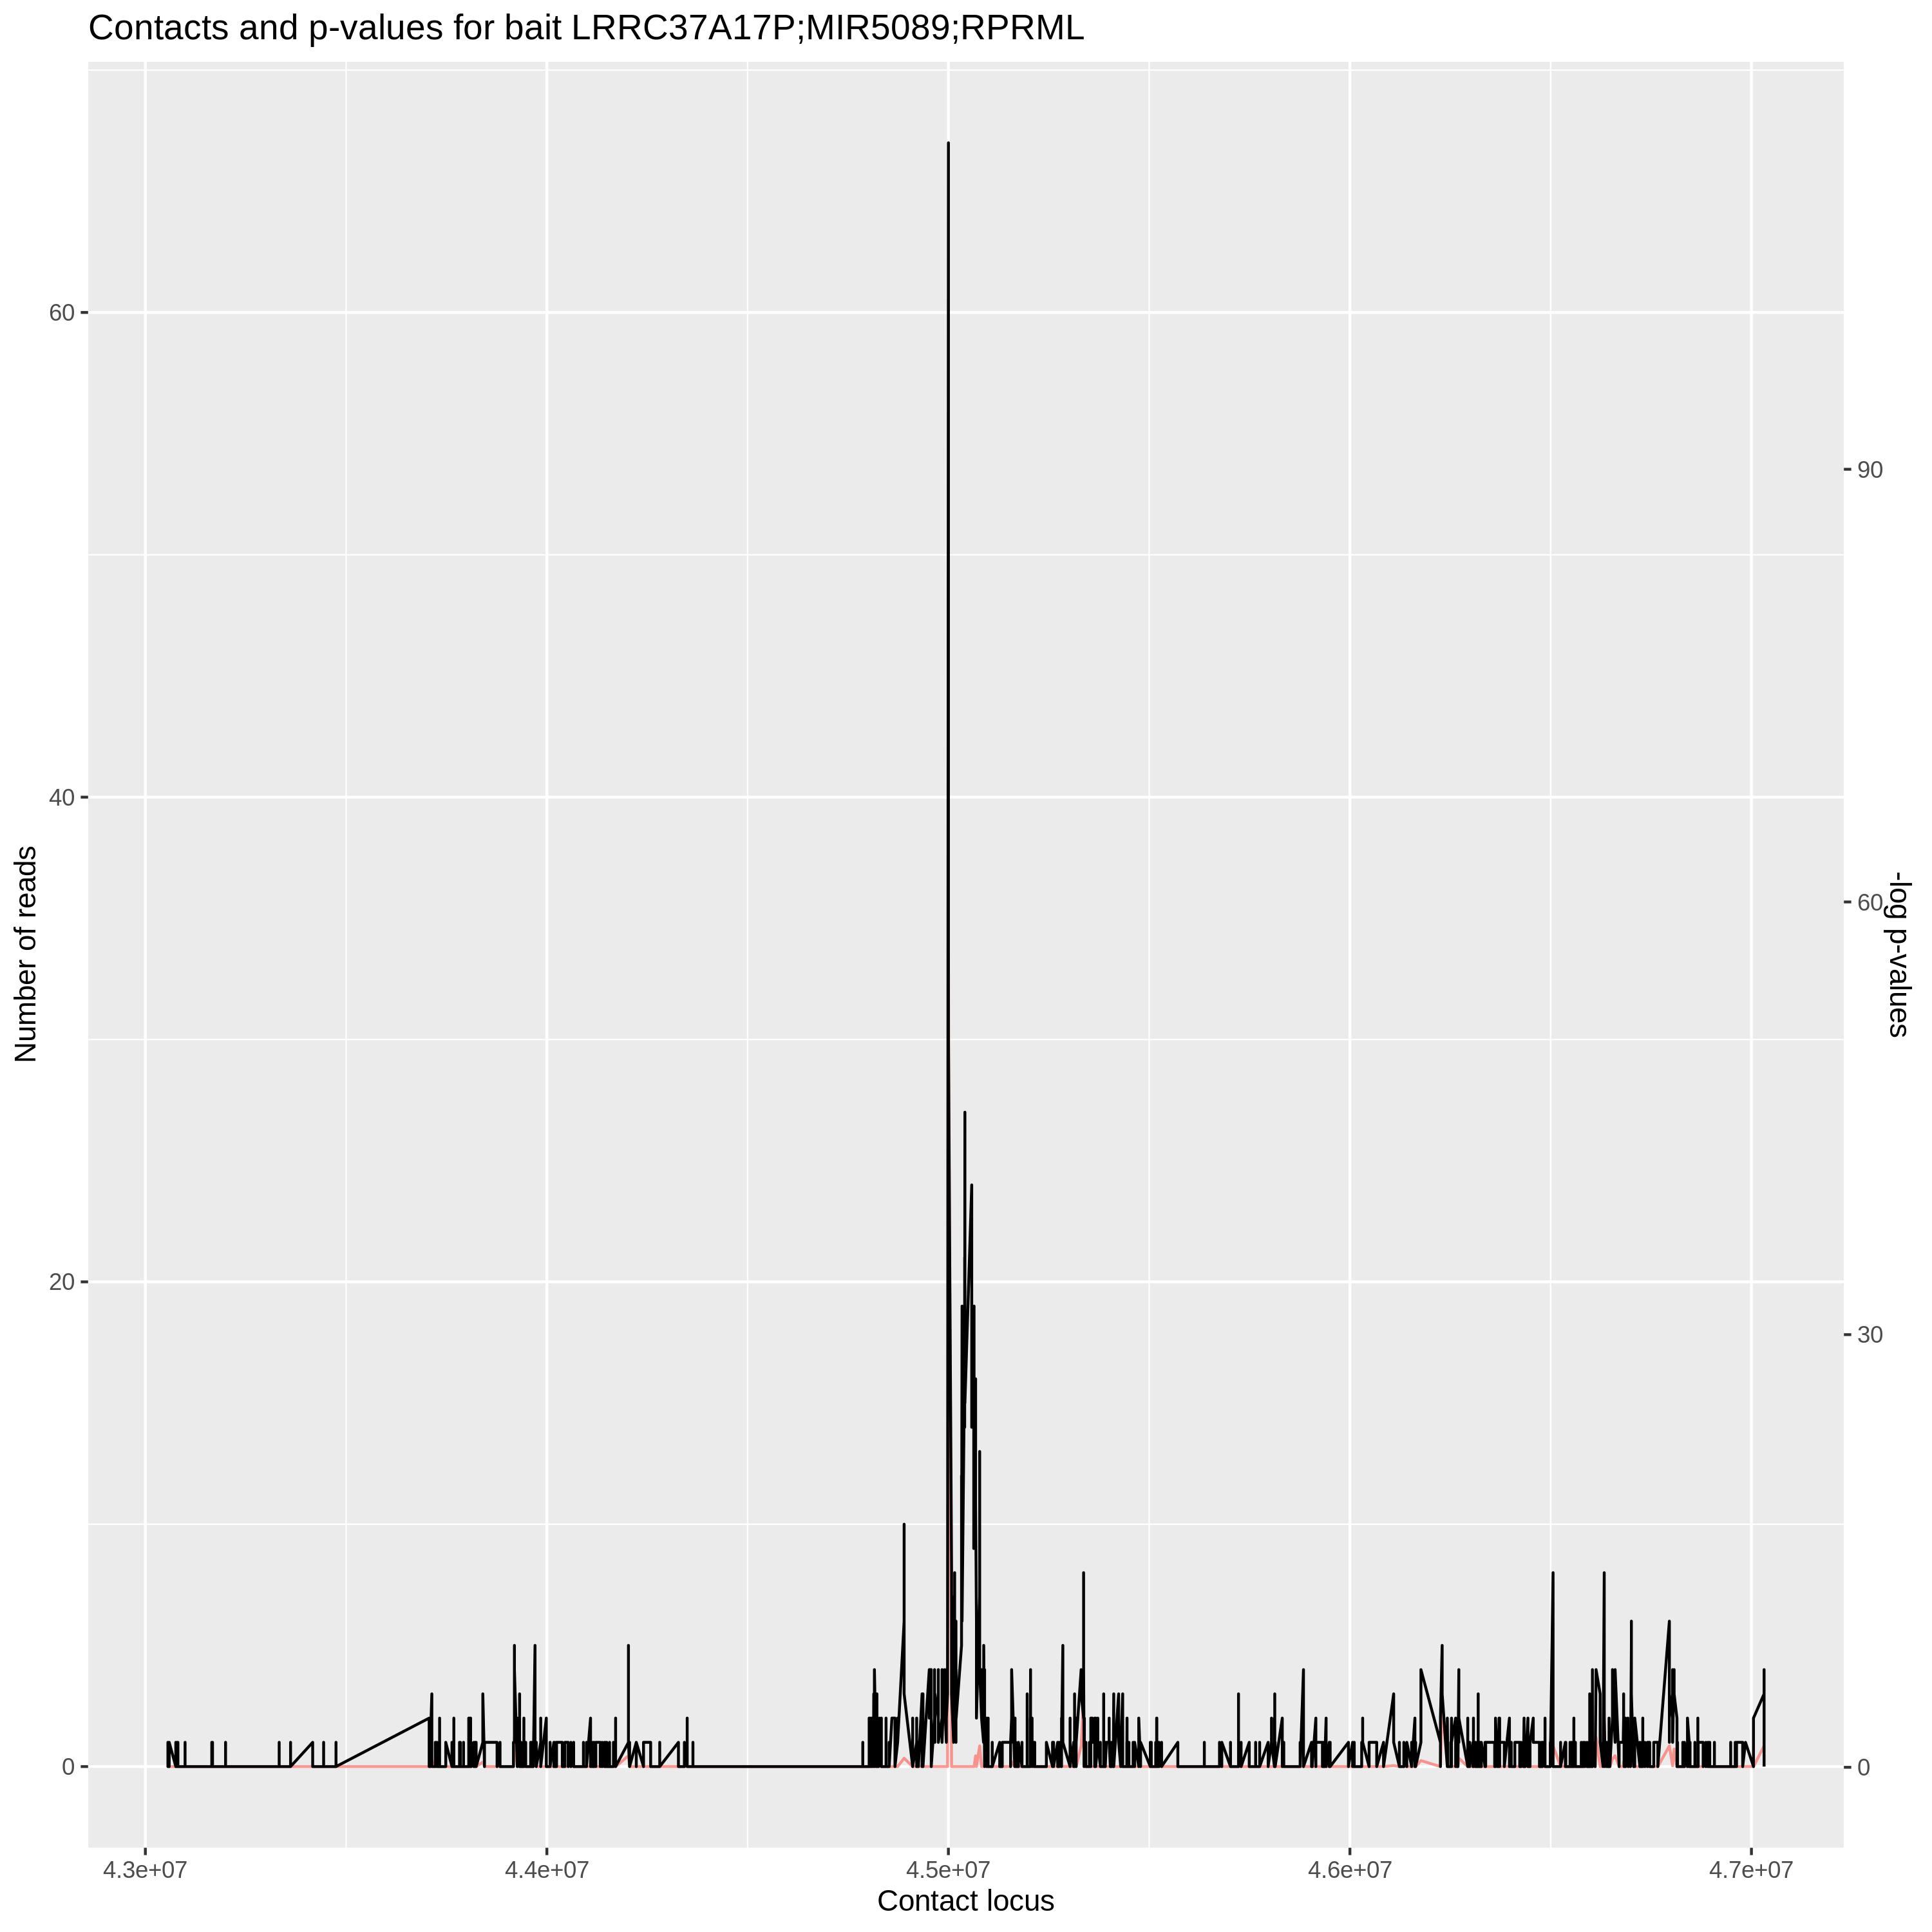 Contacts and p-values for bait LRRC37A17P;MIR5089;RPRML
60
40
20
0
Number of reads
90
60
30
0
-log p-values
4.3e+07 4.4e+07 4.5e+07 4.6e+07 4.7e+07
Contact locus